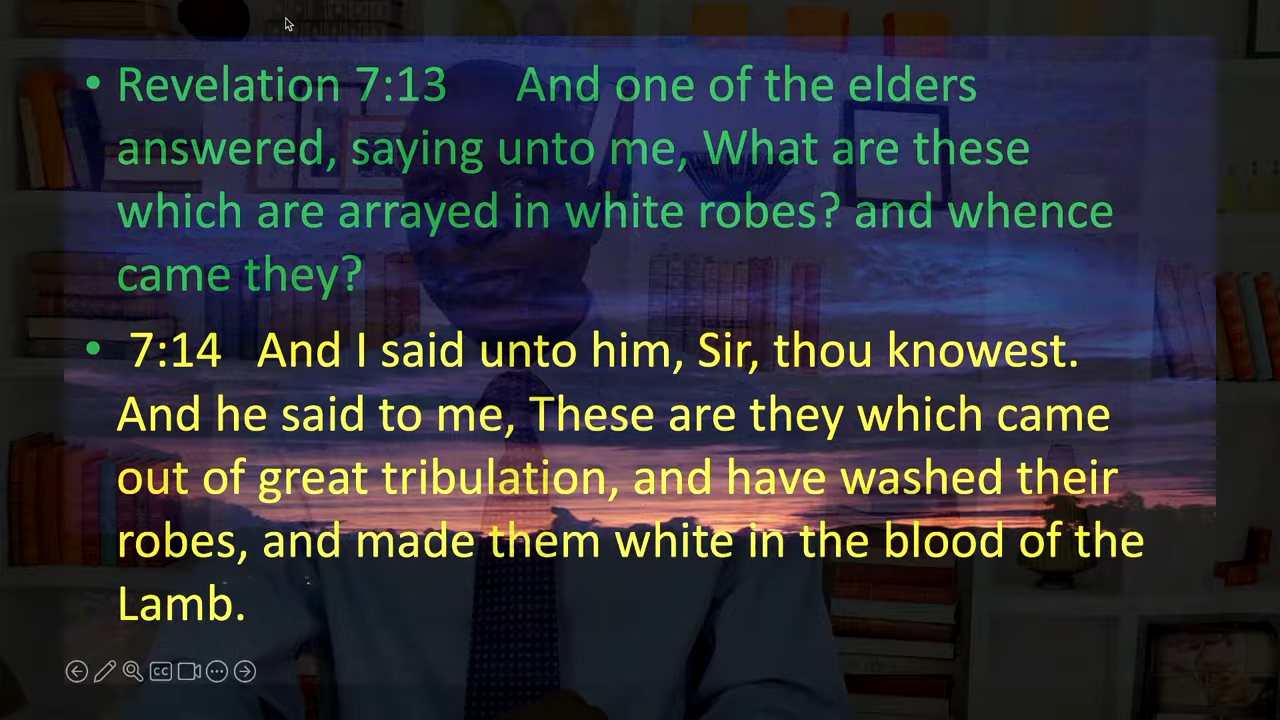 • Revelation 7:13 And one of the elders
answered, saying unto me, What are these
which are arrayed in white robes? and whence
came they?
• 7:14 And I said unto him, Sir, thou knowest.
And he said to me, These are they which came
out of great tribulation, and have washed their
robes, and made them white in the blood of the
Lamb.
CC